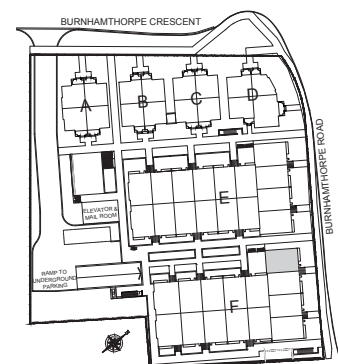 BURNHAMTHORPE CRESCENT
A
B
C
D
BURNHAMTHORPE ROAD
E
ELEVATOR &
MAIL ROOM
RAMP TO
UNDERGROUND
PARKING
F